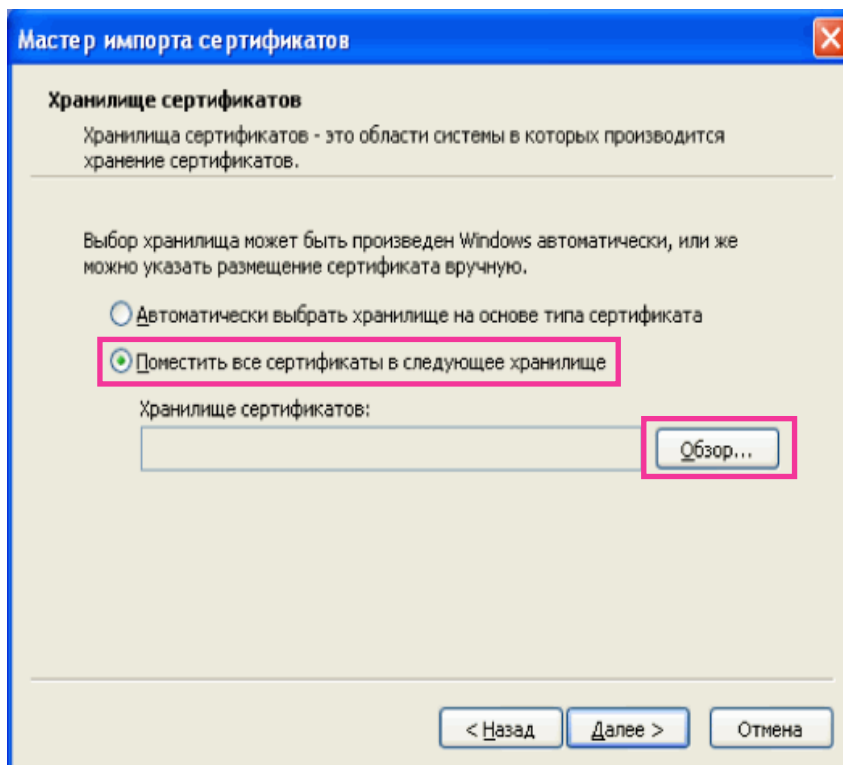 Мастер импорта сертификатов
Хранилище сертификатов
Хранилища сертификатов - это области системы в которых производится
хранение сертификатов.
Выбор хранилища может быть произведен Windows автоматически, или же
можно указать размещение сертификата вручную.
Автоматически выбрать хранилище на основе типа сертификата
Поместить все сертификаты в следующее хранилище
Хранилище сертификатов:
Обзор...
< Назад Далее > Отмена